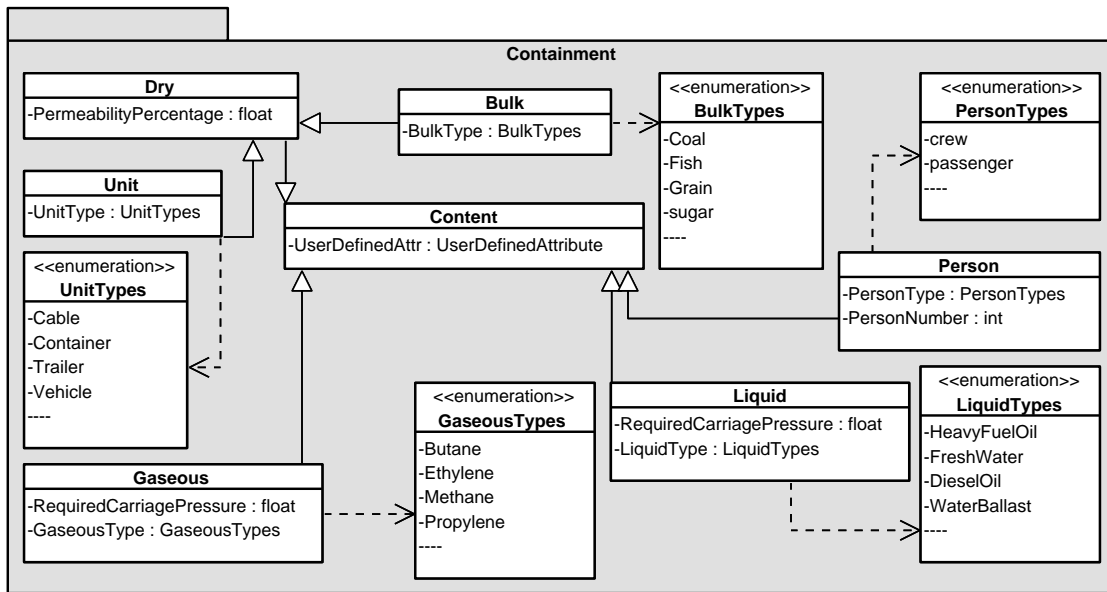 Containment
Dry
-PermeabilityPercentage : float
Bulk
-BulkType : BulkTypes
<<enumeration>>
BulkTypes
-Coal
-Fish
-Grain
-sugar
----
<<enumeration>>
PersonTypes
-crew
-passenger
----
Unit
-UnitType : UnitTypes
Content
-UserDefinedAttr : UserDefinedAttribute
<<enumeration>>
UnitTypes
-Cable
-Container
-Trailer
-Vehicle
----
Person
-PersonType : PersonTypes
-PersonNumber : int
<<enumeration>>
GaseousTypes
-Butane
-Ethylene
-Methane
-Propylene
----
Liquid
-RequiredCarriagePressure : float
-LiquidType : LiquidTypes
<<enumeration>>
LiquidTypes
-HeavyFuelOil
-FreshWater
-DieselOil
-WaterBallast
----
Gaseous
-RequiredCarriagePressure : float
-GaseousType : GaseousTypes